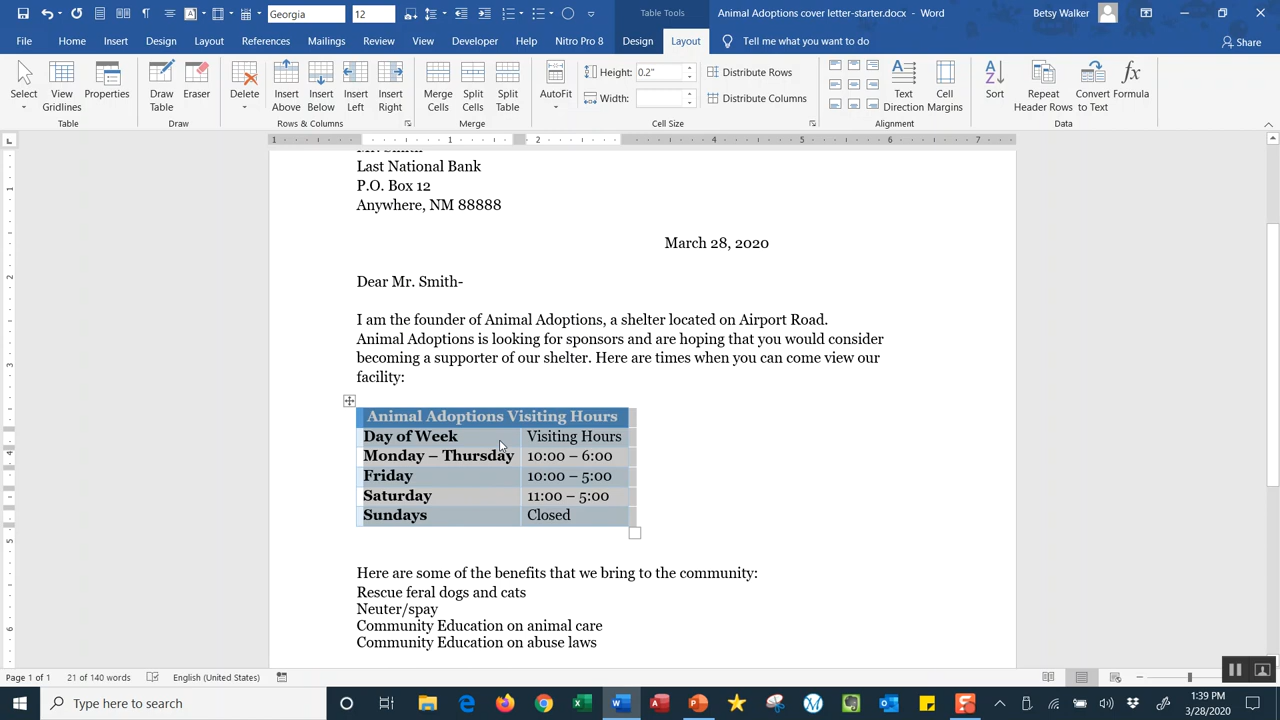 Georgia 12 Table Tools Animal Adoptions cover letter-starter.docx - Word Betsy Walker
File Home Insert Design Layout References Mailings Review View Developer Help Nitro Pro 8 Design Layout Tell me what you want to do Share
Select View Gridlines Properties Draw Table Eraser Delete Insert Above Insert Below Insert Left Insert Right Merge Cells Split Cells Split Table AutoFit Height: 0.2" Width: Distribute Rows Distribute Columns Text Direction Cell Margins Sort Repeat Header Rows Convert to Text Formula
Table Draw Rows & Columns Merge Cell Size Alignment Data
1 1 2 4 5 6 7
Mr. Smith
Last National Bank
P.O. Box 12
Anywhere, NM 88888
March 28, 2020
Dear Mr. Smith-
I am the founder of Animal Adoptions, a shelter located on Airport Road.
Animal Adoptions is looking for sponsors and are hoping that you would consider
becoming a supporter of our shelter. Here are times when you can come view our
facility:
Animal Adoptions Visiting Hours
Day of Week Visiting Hours
Monday – Thursday 10:00 – 6:00
Friday 10:00 – 5:00
Saturday 11:00 – 5:00
Sundays Closed
Here are some of the benefits that we bring to the community:
Rescue feral dogs and cats
Neuter/spay
Community Education on animal care
Community Education on abuse laws
Page 1 of 1 21 of 140 words English (United States)
Type here to search 1:39 PM
3/28/2020